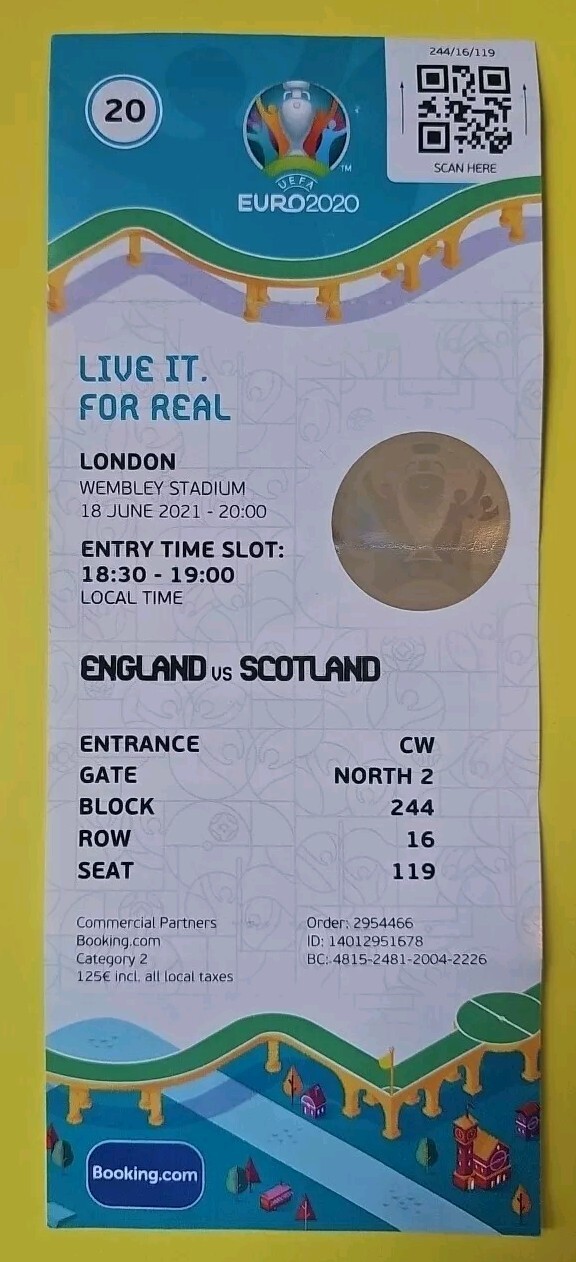 244/16/119
20
SCAN HERE
TM
UEFA
EURO2020
LIVE IT.
FOR REAL
LONDON
WEMBLEY STADIUM
18 JUNE 2021 - 20:00
ENTRY TIME SLOT:
18:30 - 19:00
LOCAL TIME
ENGLAND VS SCOTLAND
ENTRANCE CW
GATE NORTH 2
BLOCK 244
ROW 16
SEAT 119
Commercial Partners
Booking.com
Category 2
125€ incl. all local taxes
Order: 2954466
ID: 14012951678
BC: 4815-2481-2004-2226
Booking.com